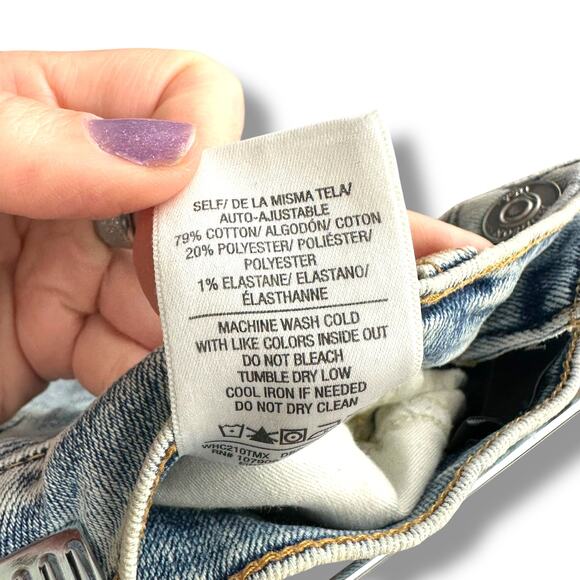 SELF/ DE LA MISMA TELA/
AUTO-AJUSTABLE
79% COTTON/ ALGODÓN/ COTON
20% POLYESTER/ POLIÉSTER/
POLYESTER
1% ELASTANE/ ELASTANO/
ÉLASTHANNE
MACHINE WASH COLD
WITH LIKE COLORS INSIDE OUT
DO NOT BLEACH
TUMBLE DRY LOW
COOL IRON IF NEEDED
DO NOT DRY CLEAN
WHC210TMX
RN#